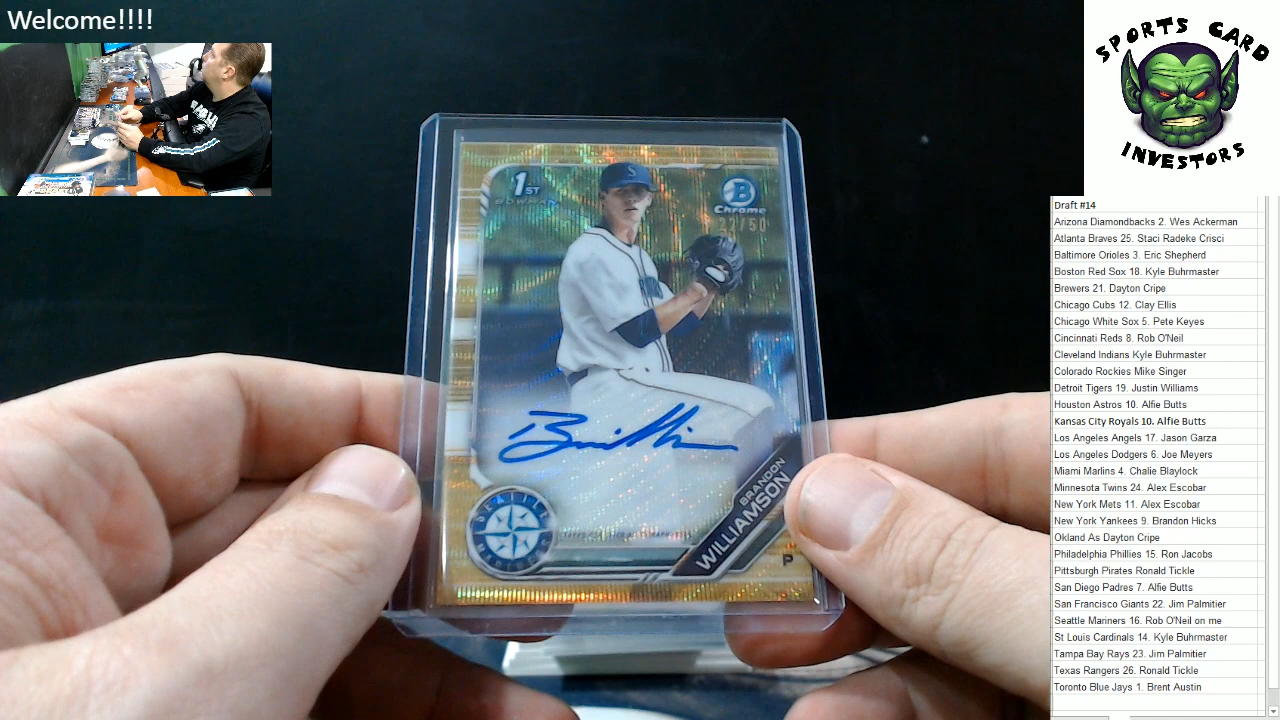 Welcome!!!!
SPORTS CARD
INVESTORS
1ST
BOWMAN
B
Chrome
22/50
S
SEATTLE
MARINERS
BRANDON
WILLIAMSON
P
Draft #14
Arizona Diamondbacks 2. Wes Ackerman
Atlanta Braves 25. Staci Radeke Crisci
Baltimore Orioles 3. Eric Shepherd
Boston Red Sox 18. Kyle Buhrmaster
Brewers 21. Dayton Cripe
Chicago Cubs 12. Clay Ellis
Chicago White Sox 5. Pete Keyes
Cincinnati Reds 8. Rob O'Neil
Cleveland Indians Kyle Buhrmaster
Colorado Rockies Mike Singer
Detroit Tigers 19. Justin Williams
Houston Astros 10. Alfie Butts
Kansas City Royals 10. Alfie Butts
Los Angeles Angels 17. Jason Garza
Los Angeles Dodgers 6. Joe Meyers
Miami Marlins 4. Chalie Blaylock
Minnesota Twins 24. Alex Escobar
New York Mets 11. Alex Escobar
New York Yankees 9. Brandon Hicks
Okland As Dayton Cripe
Philadelphia Phillies 15. Ron Jacobs
Pittsburgh Pirates Ronald Tickle
San Diego Padres 7. Alfie Butts
San Francisco Giants 22. Jim Palmitier
Seattle Mariners 16. Rob O'Neil on me
St Louis Cardinals 14. Kyle Buhrmaster
Tampa Bay Rays 23. Jim Palmitier
Texas Rangers 26. Ronald Tickle
Toronto Blue Jays 1. Brent Austin